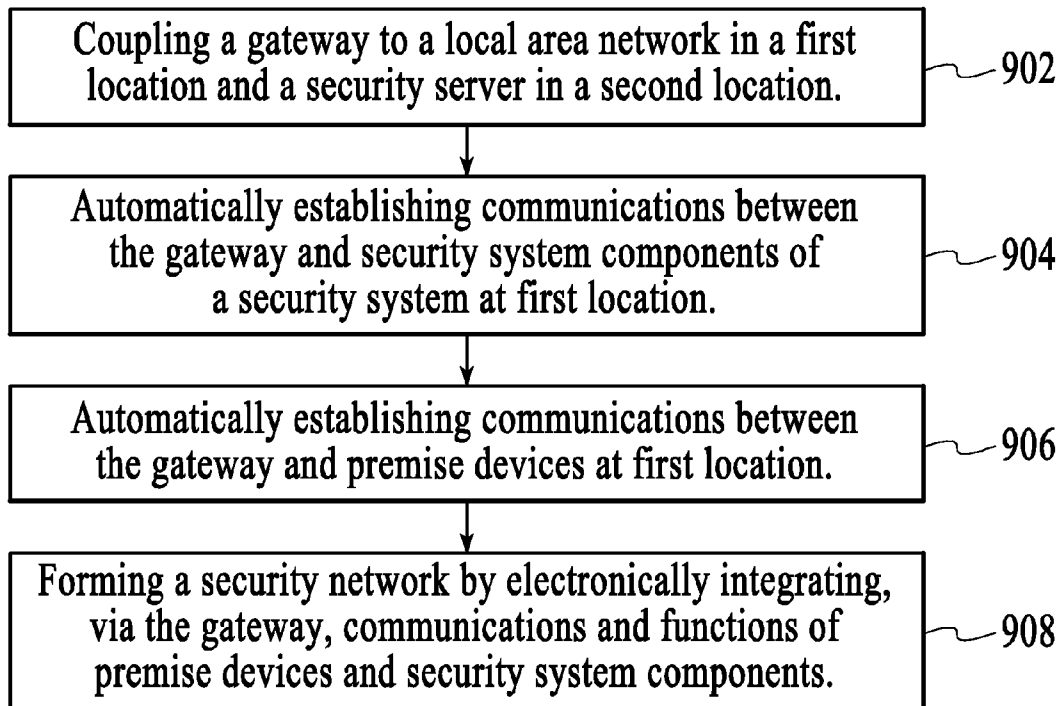 Coupling a gateway to a local area network in a first
location and a security server in a second location.
902
Automatically establishing communications between
the gateway and security system components of
a security system at first location.
904
Automatically establishing communications between
the gateway and premise devices at first location.
906
Forming a security network by electronically integrating,
via the gateway, communications and functions of
premise devices and security system components.
908